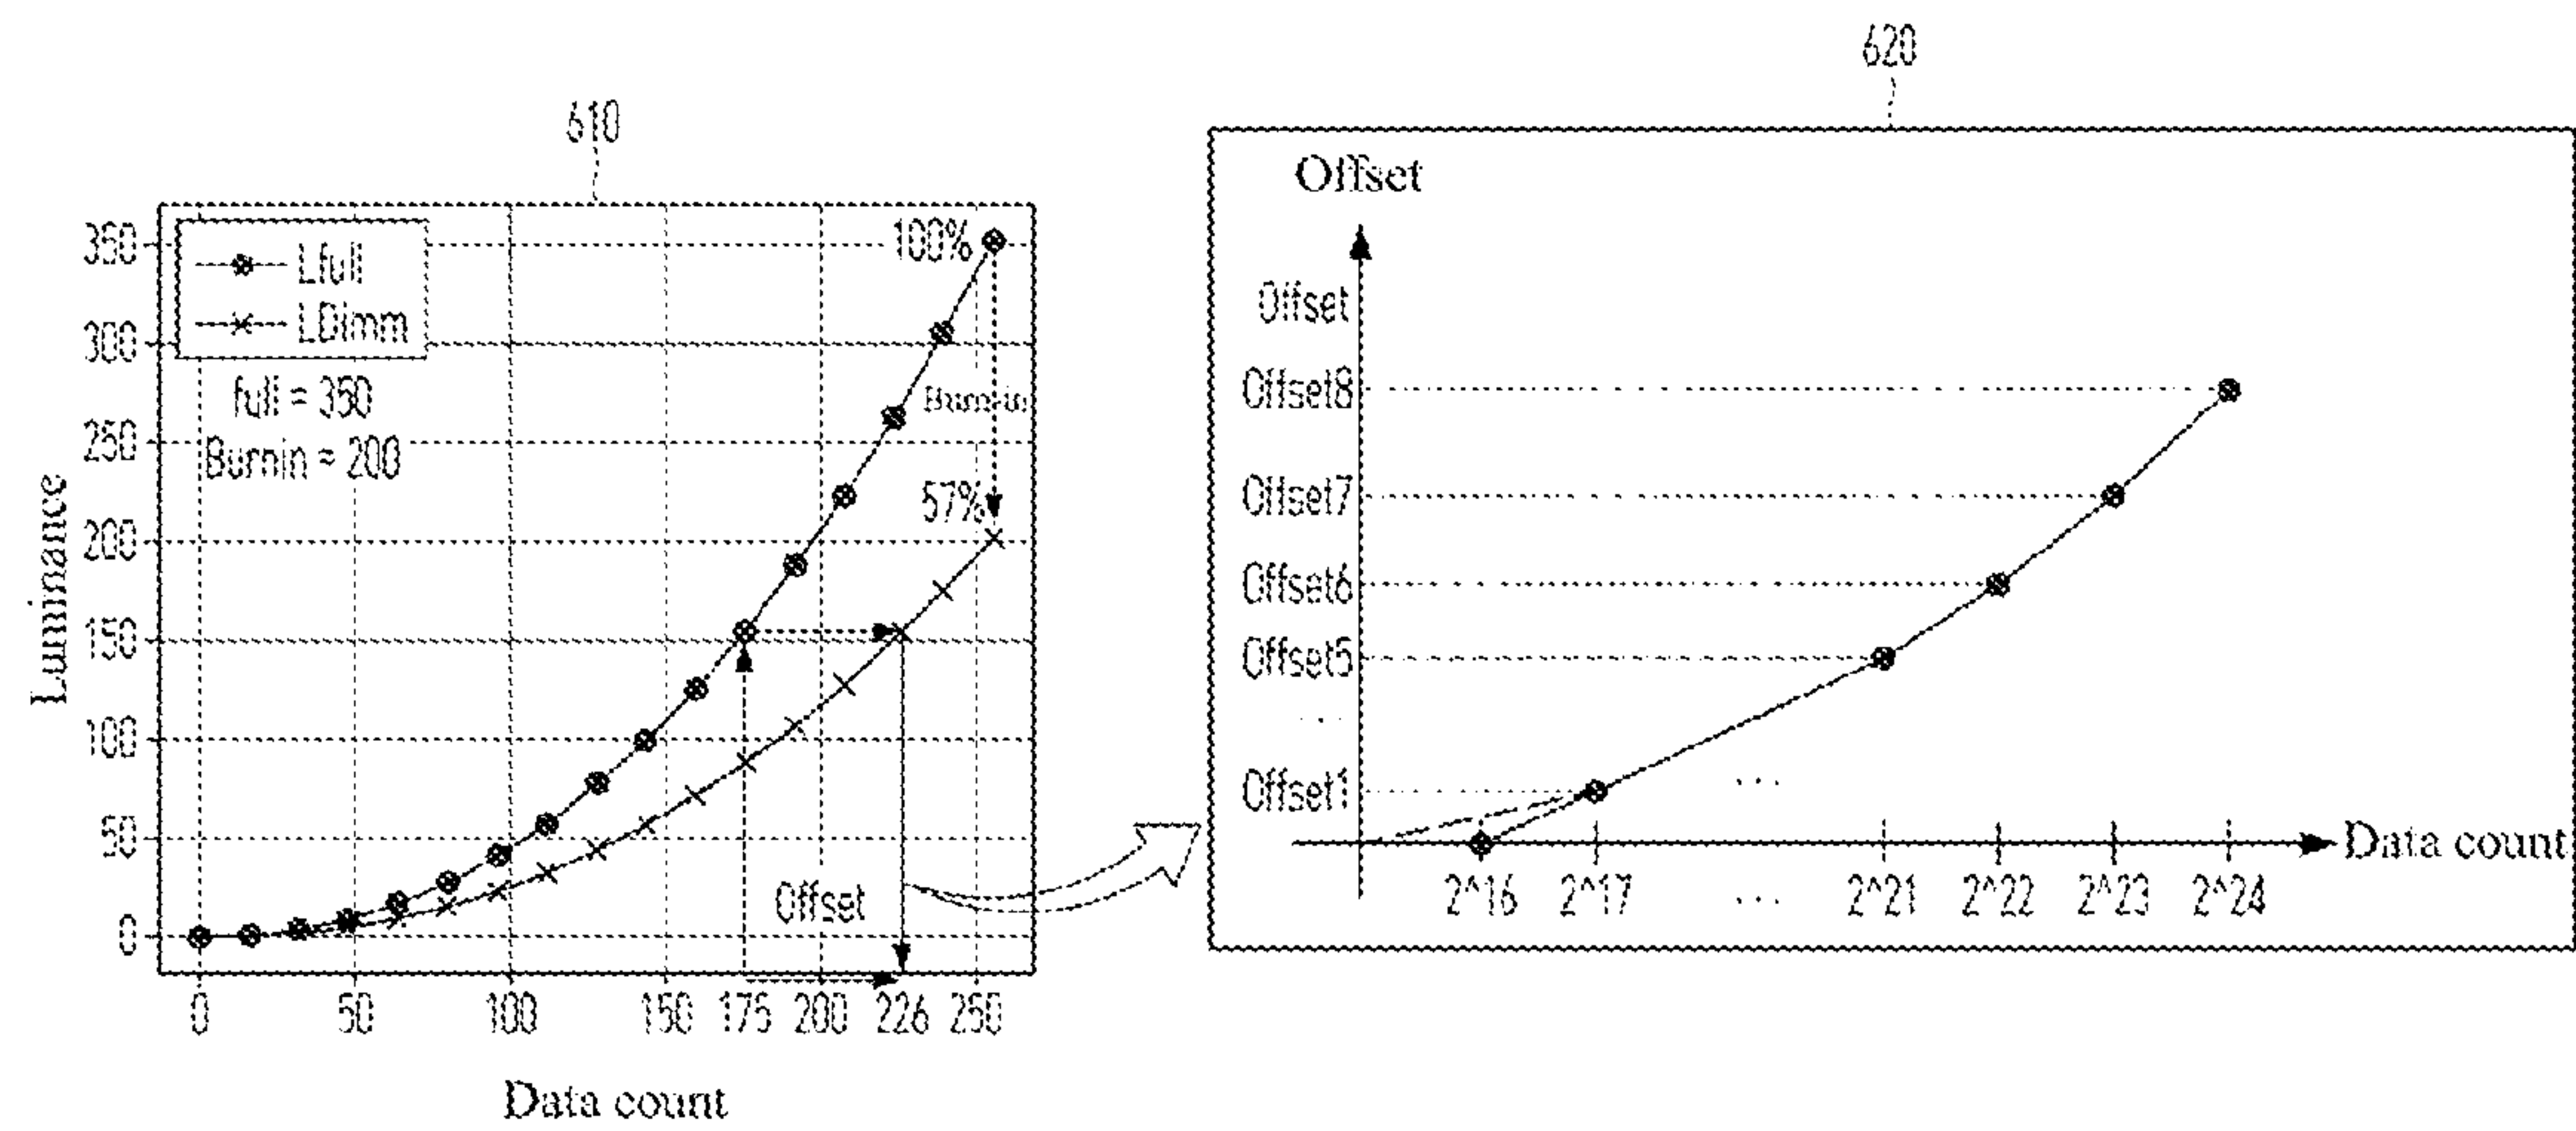 610
350
300
250
200
150
100
50
0
Luminance
Lfull
LDimm
full = 350
Burnin = 200
100%
Burn-in
57%
Offset
0 50 100 150 175 200 226 250
Data count
620
Offset
Offset
Offset8
Offset7
Offset6
Offset5
...
Offset1
...
Data count
2^16 2^17 ... 2^21 2^22 2^23 2^24